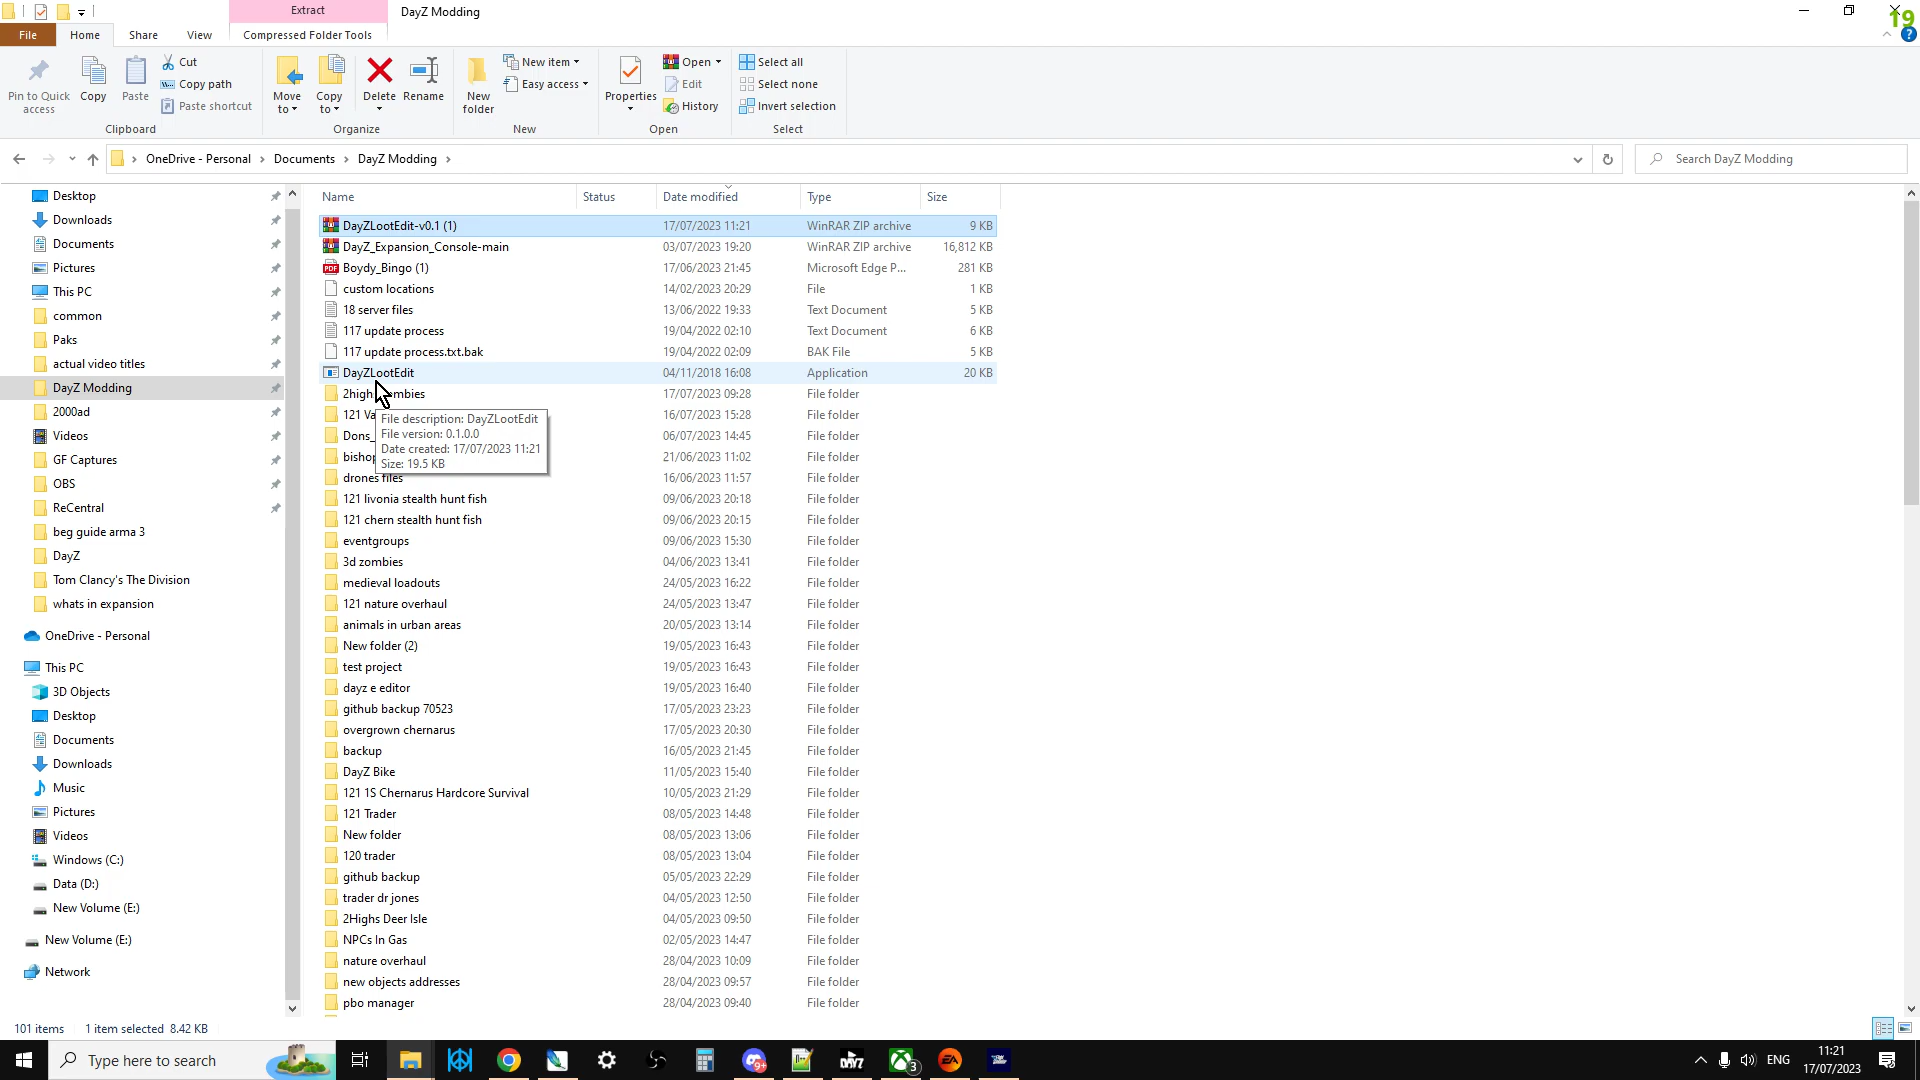 Extract
DayZ Modding
19
File
Home
Share
View
Compressed Folder Tools
Pin to Quick access
Copy
Paste
Cut
Copy path
Paste shortcut
Clipboard
Move to
Copy to
Delete
Rename
Organize
New folder
New item
Easy access
New
Properties
Open
Edit
History
Open
Select all
Select none
Invert selection
Select
OneDrive - Personal
Documents
DayZ Modding
Search DayZ Modding
Desktop
Downloads
Documents
Pictures
This PC
common
Paks
actual video titles
DayZ Modding
2000ad
Videos
GF Captures
OBS
ReCentral
beg guide arma 3
DayZ
Tom Clancy's The Division
whats in expansion
OneDrive - Personal
This PC
3D Objects
Desktop
Documents
Downloads
Music
Pictures
Videos
Windows (C:)
Data (D:)
New Volume (E:)
New Volume (E:)
Network
Name Status Date modified Type Size
DayZLootEdit-v0.1 (1) 17/07/2023 11:21 WinRAR ZIP archive 9 KB
DayZ_Expansion_Console-main 03/07/2023 19:20 WinRAR ZIP archive 16,812 KB
Boydy_Bingo (1) 17/06/2023 21:45 Microsoft Edge P... 281 KB
custom locations 14/02/2023 20:29 File 1 KB
18 server files 13/06/2022 19:33 Text Document 5 KB
117 update process 19/04/2022 02:10 Text Document 6 KB
117 update process.txt.bak 19/04/2022 02:09 BAK File 5 KB
DayZLootEdit 04/11/2018 16:08 Application 20 KB
2high mbies 17/07/2023 09:28 File folder
121 Va 16/07/2023 15:28 File folder
Dons_ 06/07/2023 14:45 File folder
bishop 21/06/2023 11:02 File folder
File description: DayZLootEdit
File version: 0.1.0.0
Date created: 17/07/2023 11:21
Size: 19.5 KB
drones files 16/06/2023 11:57 File folder
121 livonia stealth hunt fish 09/06/2023 20:18 File folder
121 chern stealth hunt fish 09/06/2023 20:15 File folder
eventgroups 09/06/2023 15:30 File folder
3d zombies 04/06/2023 13:41 File folder
medieval loadouts 24/05/2023 16:22 File folder
121 nature overhaul 24/05/2023 13:47 File folder
animals in urban areas 20/05/2023 13:14 File folder
New folder (2) 19/05/2023 16:43 File folder
test project 19/05/2023 16:43 File folder
dayz e editor 19/05/2023 16:40 File folder
github backup 70523 17/05/2023 23:23 File folder
overgrown chernarus 17/05/2023 20:30 File folder
backup 16/05/2023 21:45 File folder
DayZ Bike 11/05/2023 15:40 File folder
121 1S Chernarus Hardcore Survival 10/05/2023 21:29 File folder
121 Trader 08/05/2023 14:48 File folder
New folder 08/05/2023 13:06 File folder
120 trader 08/05/2023 13:04 File folder
github backup 05/05/2023 22:29 File folder
trader dr jones 04/05/2023 12:50 File folder
2Highs Deer Isle 04/05/2023 09:50 File folder
NPCs In Gas 02/05/2023 14:47 File folder
nature overhaul 28/04/2023 10:09 File folder
new objects addresses 28/04/2023 09:57 File folder
pbo manager 28/04/2023 09:40 File folder
101 items 1 item selected 8.42 KB
Type here to search
9+
DAYZ
3
EA
ENG
11:21
17/07/2023